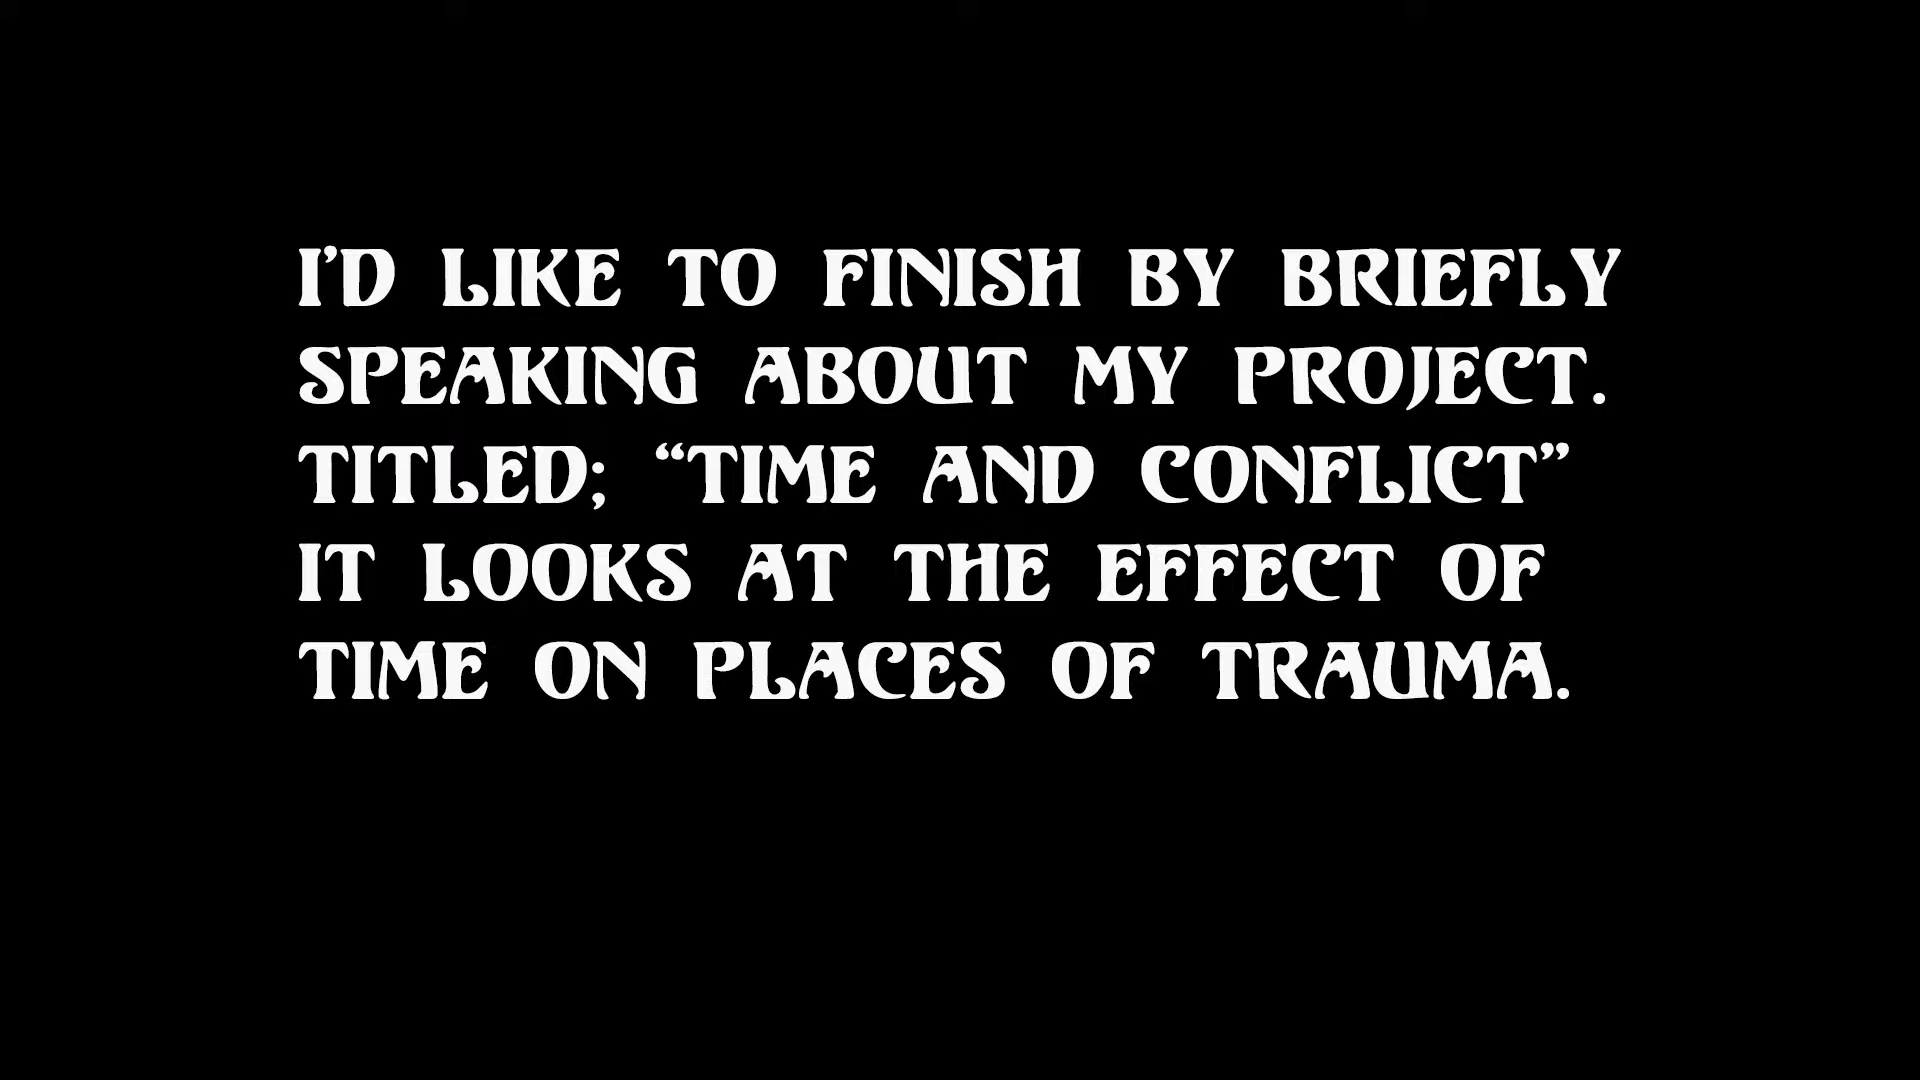 I'D LIKE TO FINISH BY BRIEFLY
SPEAKING ABOUT MY PROJECT.
TITLED; “TIME AND CONFLICT”
IT LOOKS AT THE EFFECT OF
TIME ON PLACES OF TRAUMA.